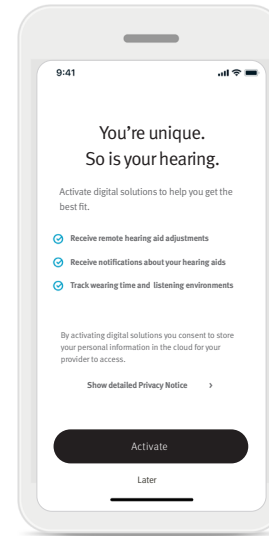 9:41
You’re unique.
So is your hearing.
Activate digital solutions to help you get the
best fit.
Receive remote hearing aid adjustments
Receive notifications about your hearing aids
Track wearing time and listening environments
By activating digital solutions you consent to store
your personal information in the cloud for your
provider to access.
Show detailed Privacy Notice
Activate
Later